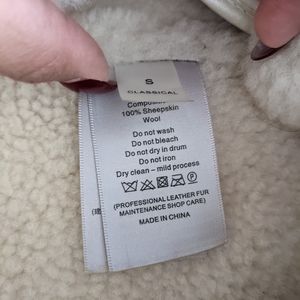 S
CLASSICAL
100% Sheepskin
Wool
Do not wash
Do not bleach
Do not dry in drum
Do not iron
Dry clean – mild process
P
(PROFESSIONAL LEATHER FUR
MAINTENANCE SHOP CARE)
MADE IN CHINA